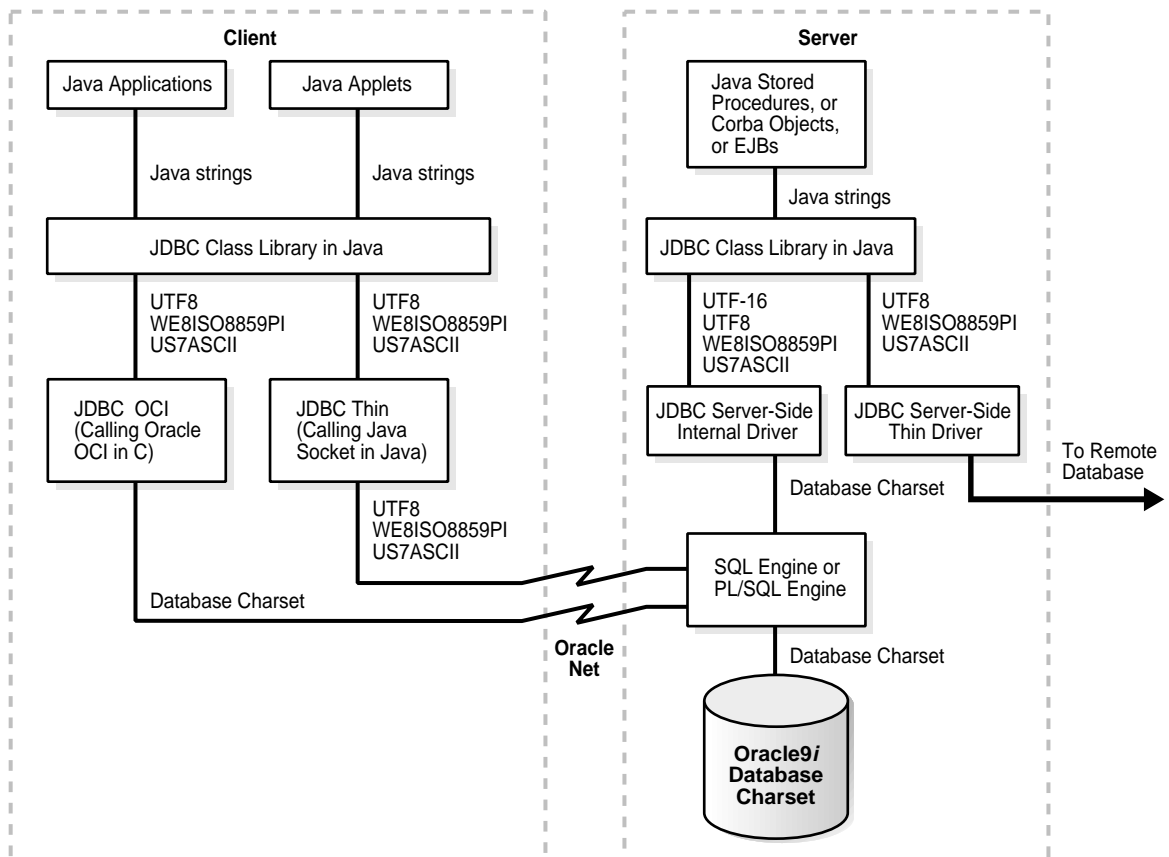 Client
Java Applications
Java Applets
Java strings
Java strings
JDBC Class Library in Java
UTF8
WE8ISO8859PI
US7ASCII
UTF8
WE8ISO8859PI
US7ASCII
JDBC OCI
(Calling Oracle
OCI in C)
JDBC Thin
(Calling Java
Socket in Java)
UTF8
WE8ISO8859PI
US7ASCII
Database Charset
Oracle
Net
Server
Java Stored
Procedures, or
Corba Objects,
or EJBs
Java strings
JDBC Class Library in Java
UTF-16
UTF8
WE8ISO8859PI
US7ASCII
UTF8
WE8ISO8859PI
US7ASCII
JDBC Server-Side
Internal Driver
JDBC Server-Side
Thin Driver
To Remote
Database
Database Charset
SQL Engine or
PL/SQL Engine
Database Charset
Oracle9i
Database
Charset